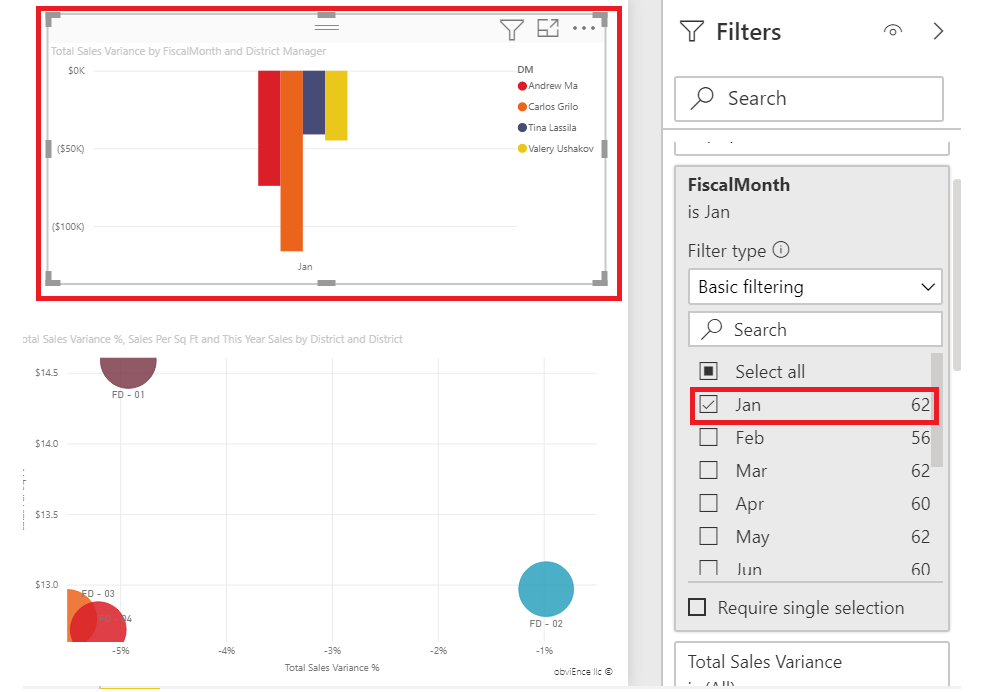 Total Sales Variance by FiscalMonth and District Manager
$0K
($50K)
($100K)
Jan
DM
Andrew Ma
Carlos Grilo
Tina Lassila
Valery Ushakov
otal Sales Variance %, Sales Per Sq Ft and This Year Sales by District and District
$14.5
$14.0
$13.5
$13.0
FD - 01
FD - 03
FD - 02
-5%
-4%
-3%
-2%
-1%
Total Sales Variance %
obviEnce llc ©
Filters
Search
FiscalMonth
is Jan
Filter type
Basic filtering
Search
Select all
Jan 62
Feb 56
Mar 62
Apr 60
May 62
Jun 60
Require single selection
Total Sales Variance
is (All)